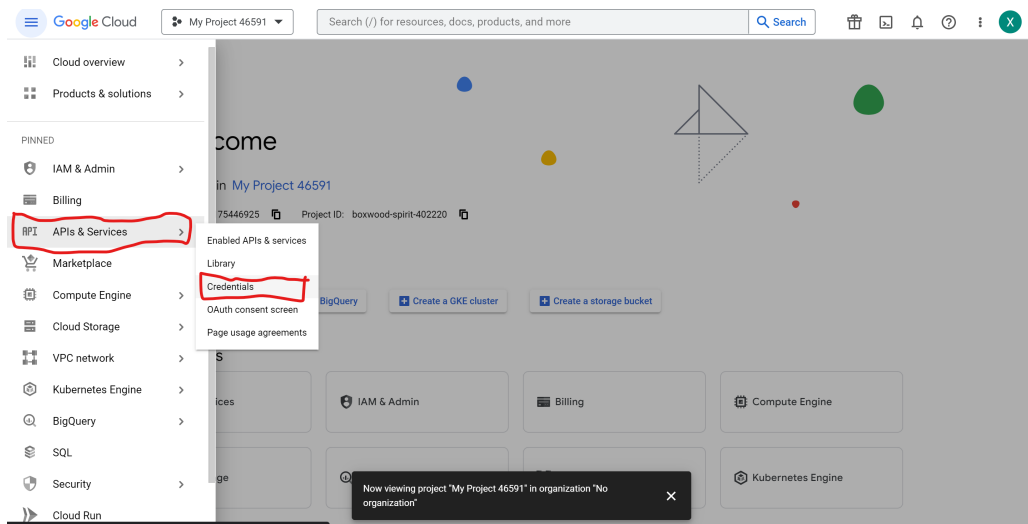 Google Cloud
My Project 46591
Search (/) for resources, docs, products, and more
Search
X
Cloud overview
Products & solutions
PINNED
IAM & Admin
Billing
API APIs & Services
Marketplace
Compute Engine
Cloud Storage
VPC network
Kubernetes Engine
BigQuery
SQL
Security
Cloud Run
Enabled APIs & services
Library
Credentials
OAuth consent screen
Page usage agreements
come
in My Project 46591
75446925 Project ID: boxwood-spirit-402220
BigQuery
Create a GKE cluster
Create a storage bucket
s
ices
IAM & Admin
Billing
Compute Engine
ge
Kubernetes Engine
Now viewing project "My Project 46591" in organization "No
organization"